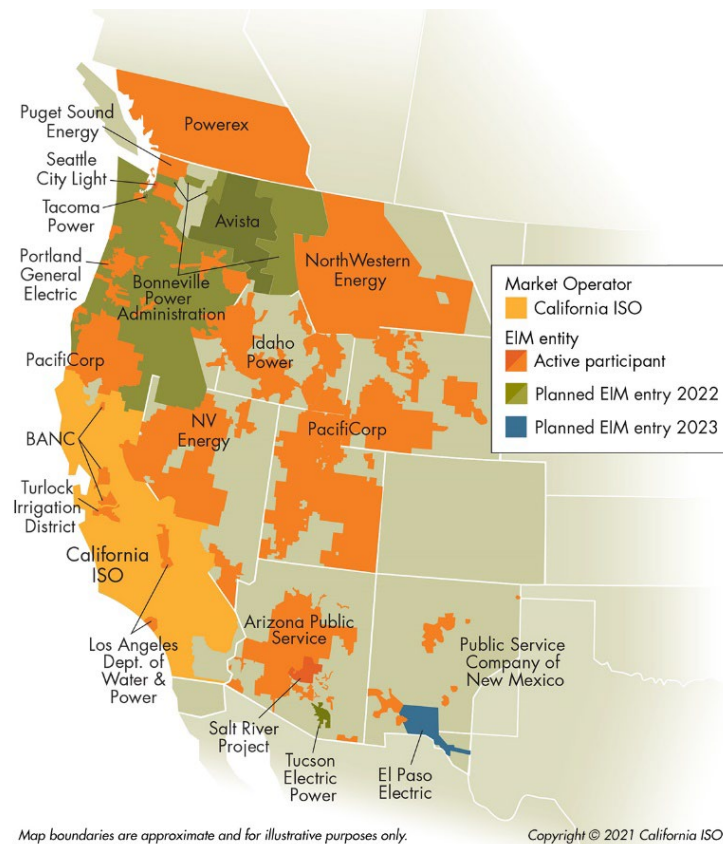 Powerex
Puget Sound
Energy
Seattle
City Light
Tacoma
Power
Avista
Portland
General
Electric
Bonneville
Power
Administration
NorthWestern
Energy
Market Operator
California ISO
EIM entity
Active participant
Planned EIM entry 2022
Planned EIM entry 2023
PacifiCorp
Idaho
Power
BANC
NV
Energy
PacifiCorp
Turlock
Irrigation
District
California
ISO
Los Angeles
Dept. of
Water &
Power
Arizona Public
Service
Public Service
Company of
New Mexico
Salt River
Project
Tucson
Electric
Power
El Paso
Electric
Map boundaries are approximate and for illustrative purposes only.
Copyright © 2021 California ISO